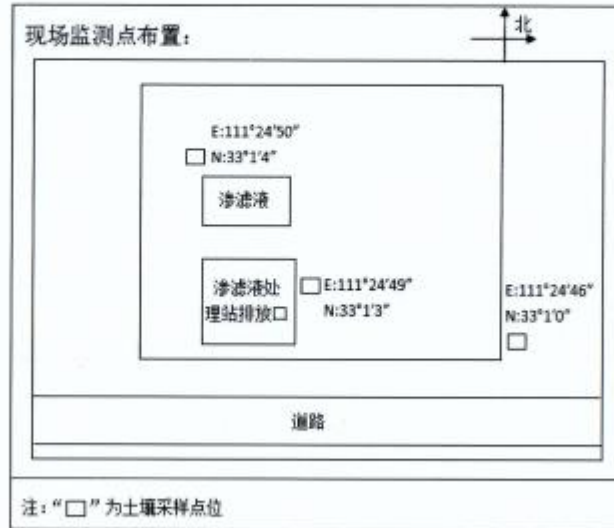 现场监测点布置：
北
E:111°24′50″
N:33°1′4″
渗滤液
渗滤液处
理站排放口
E:111°24′49″
N:33°1′3″
E:111°24′46″
N:33°1′0″
道路
注：“□”为土壤采样点位